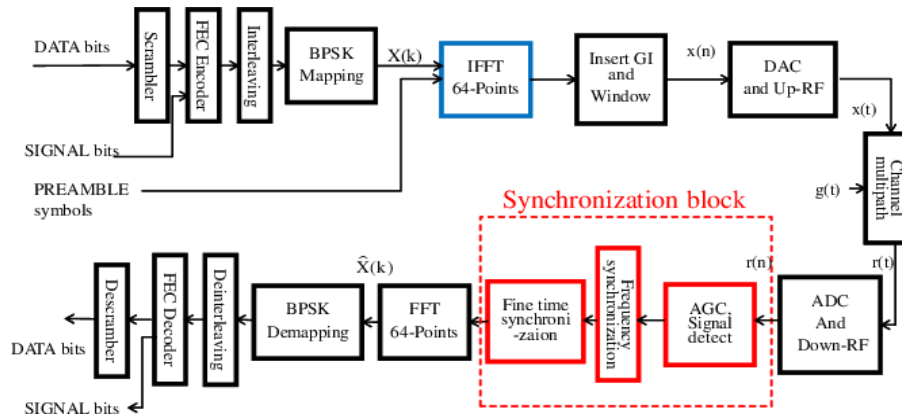 DATA bits
Scrambler
FEC Encoder
Interleaving
BPSK
Mapping
X(k)
IFFT
64-Points
Insert GI
and
Window
x(n)
DAC
and Up-RF
x(t)
SIGNAL bits
PREAMBLE
symbols
Channel
multipath
g(t)
r(t)
Synchronization block
r(n)
ADC
And
Down-RF
AGC,
Signal
detect
Frequency
synchronization
Fine time
synchroni
-zaion
FFT
64-Points
X̂(k)
BPSK
Demapping
Deinterleaving
FEC Decoder
Descramber
DATA bits
SIGNAL bits